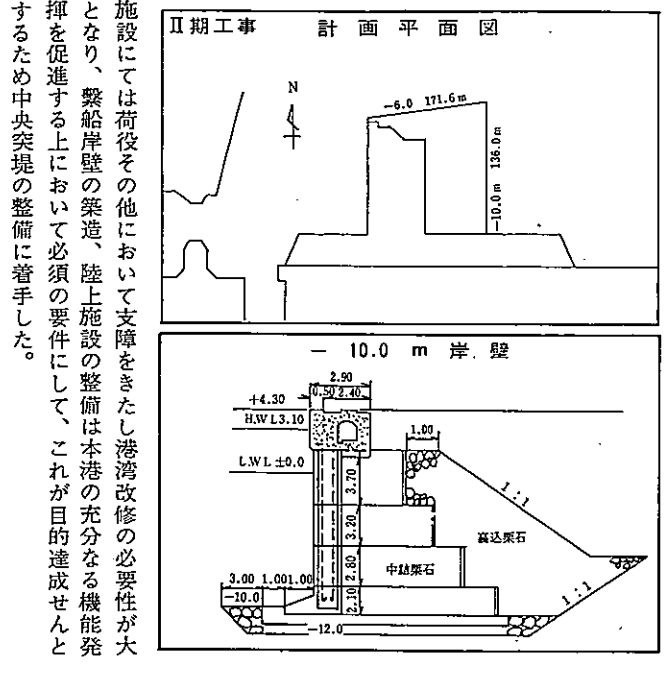 施設にては荷役その他において支障をきたし港湾改修の必要性が大
となり、繫船岸壁の築造、陸上施設の整備は本港の充分なる機能発
揮を促進する上において必須の要件にして、これが目的達成せんと
するため中央突堤の整備に着手した。
Ⅱ期工事 計画平面図
N
-6.0 171.6m
-10.0m 136.0m
- 10.0 m 岸壁
2.90
0.50 2.40
+4.30
H.W.L3.10
L.W.L ±0.0
1.00
3.70
3.20
2.80
2.10
1:1
裏込栗石
中詰栗石
3.00 1.00 1.00
-10.0
-12.0
1:1